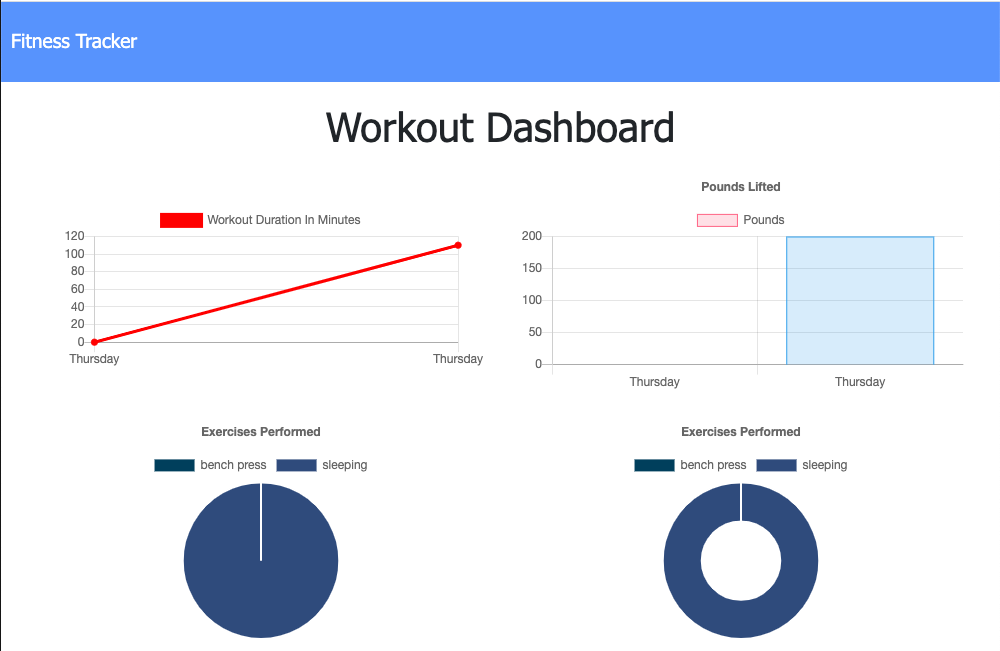 Fitness Tracker
Workout Dashboard
Workout Duration In Minutes
120
100
80
60
40
20
0
Thursday Thursday
Pounds Lifted
Pounds
200
150
100
50
0
Thursday Thursday
Exercises Performed
bench press sleeping
Exercises Performed
bench press sleeping